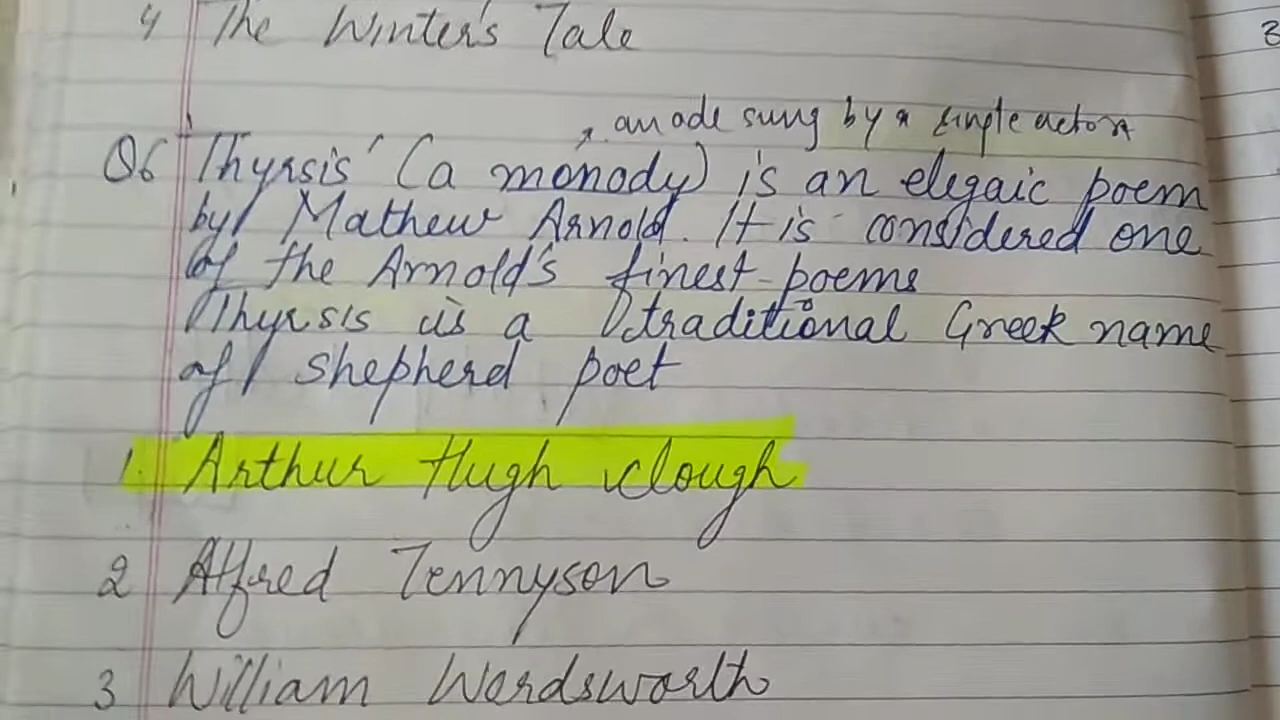 4 The Winter's Tale
3
an ode sung by a single actor
Q6 Thyrsis' (a monody) is an elegaic poem
by Mathew Arnold. It is considered one
of the Arnold's finest poems
Thyrsis is a traditional Greek name
of shepherd poet
1. Arthur Hugh Clough
2 Alfred Tennyson
3 William Wordsworth